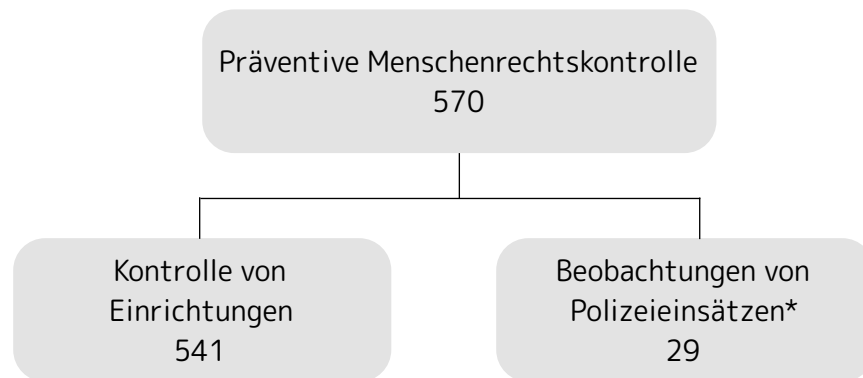 Präventive Menschenrechtskontrolle
570
Kontrolle von
Einrichtungen
541
Beobachtungen von
Polizeieinsätzen*
29